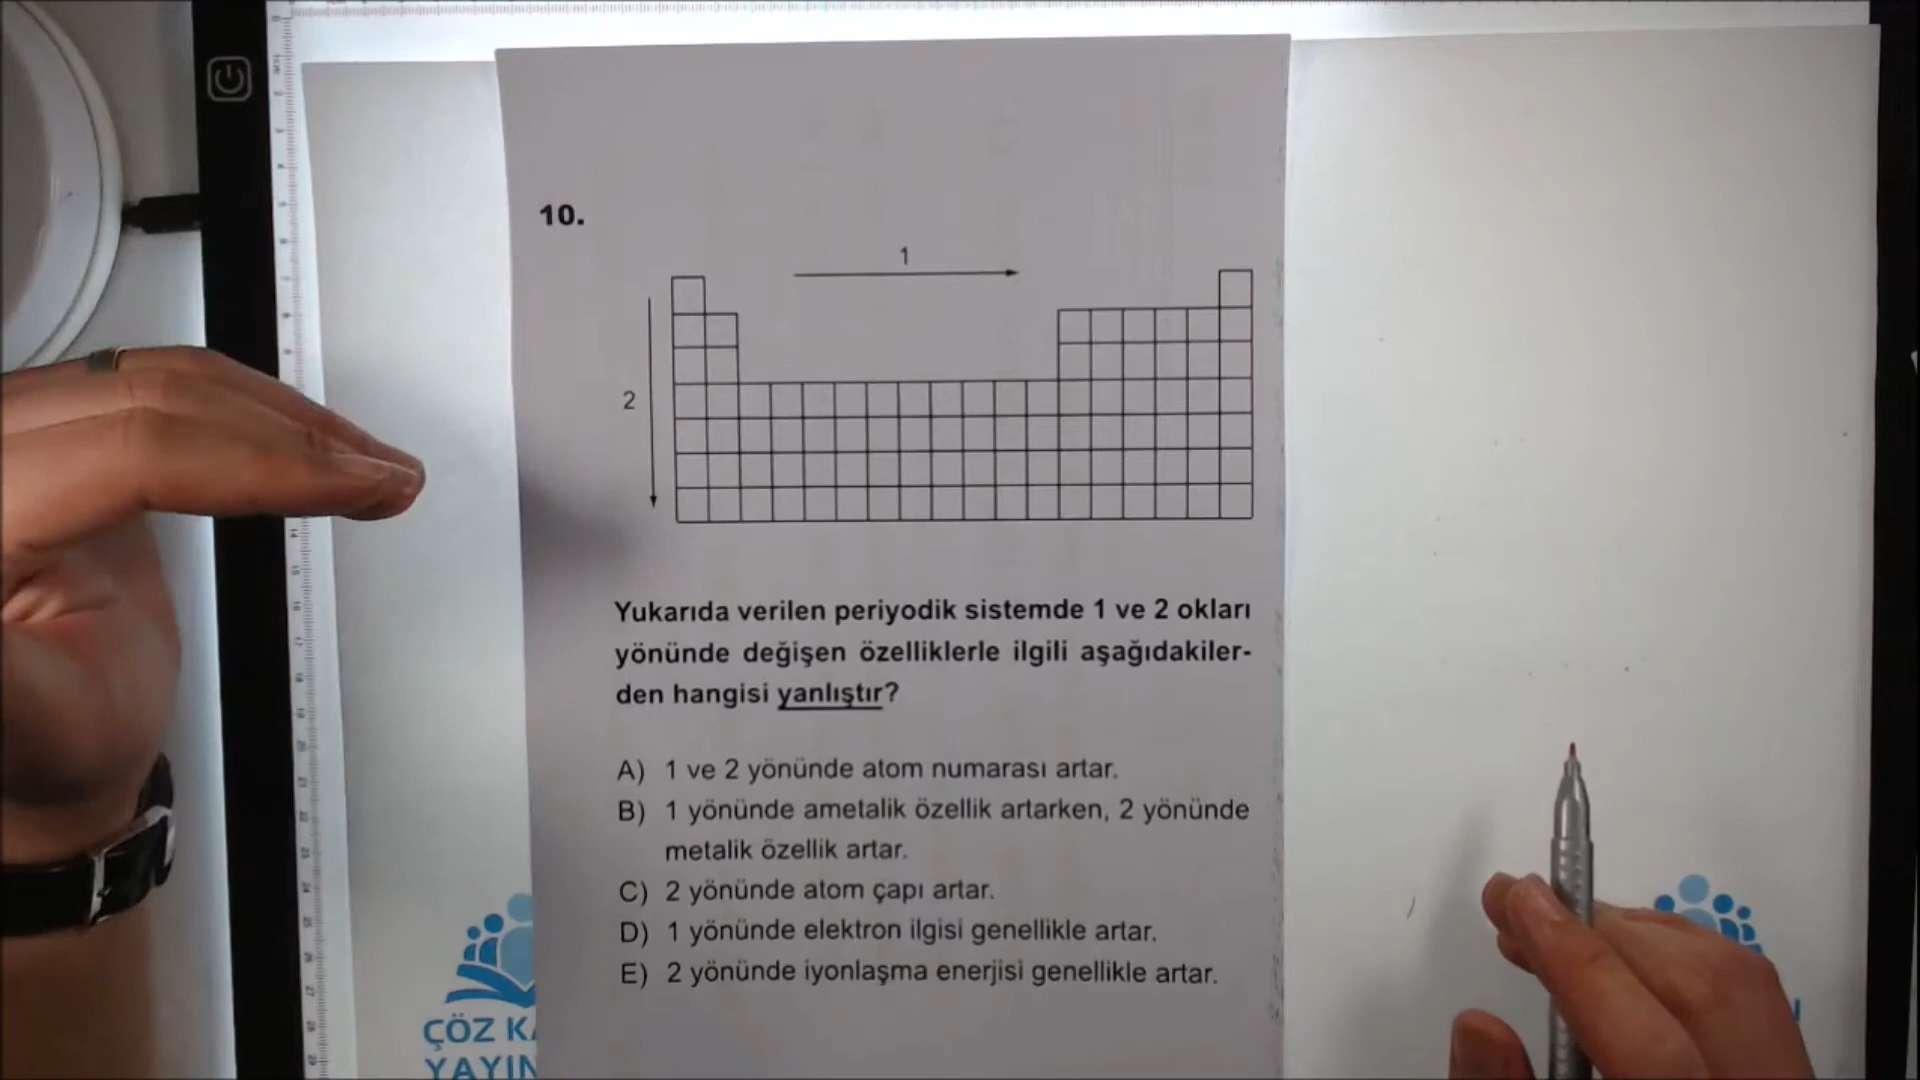 10.
1
2
Yukarıda verilen periyodik sistemde 1 ve 2 okları
yönünde değişen özelliklerle ilgili aşağıdakiler-
den hangisi yanlıştır?
A) 1 ve 2 yönünde atom numarası artar.
B) 1 yönünde ametalik özellik artarken, 2 yönünde
metalik özellik artar.
C) 2 yönünde atom çapı artar.
D) 1 yönünde elektron ilgisi genellikle artar.
E) 2 yönünde iyonlaşma enerjisi genellikle artar.
ÇÖZ